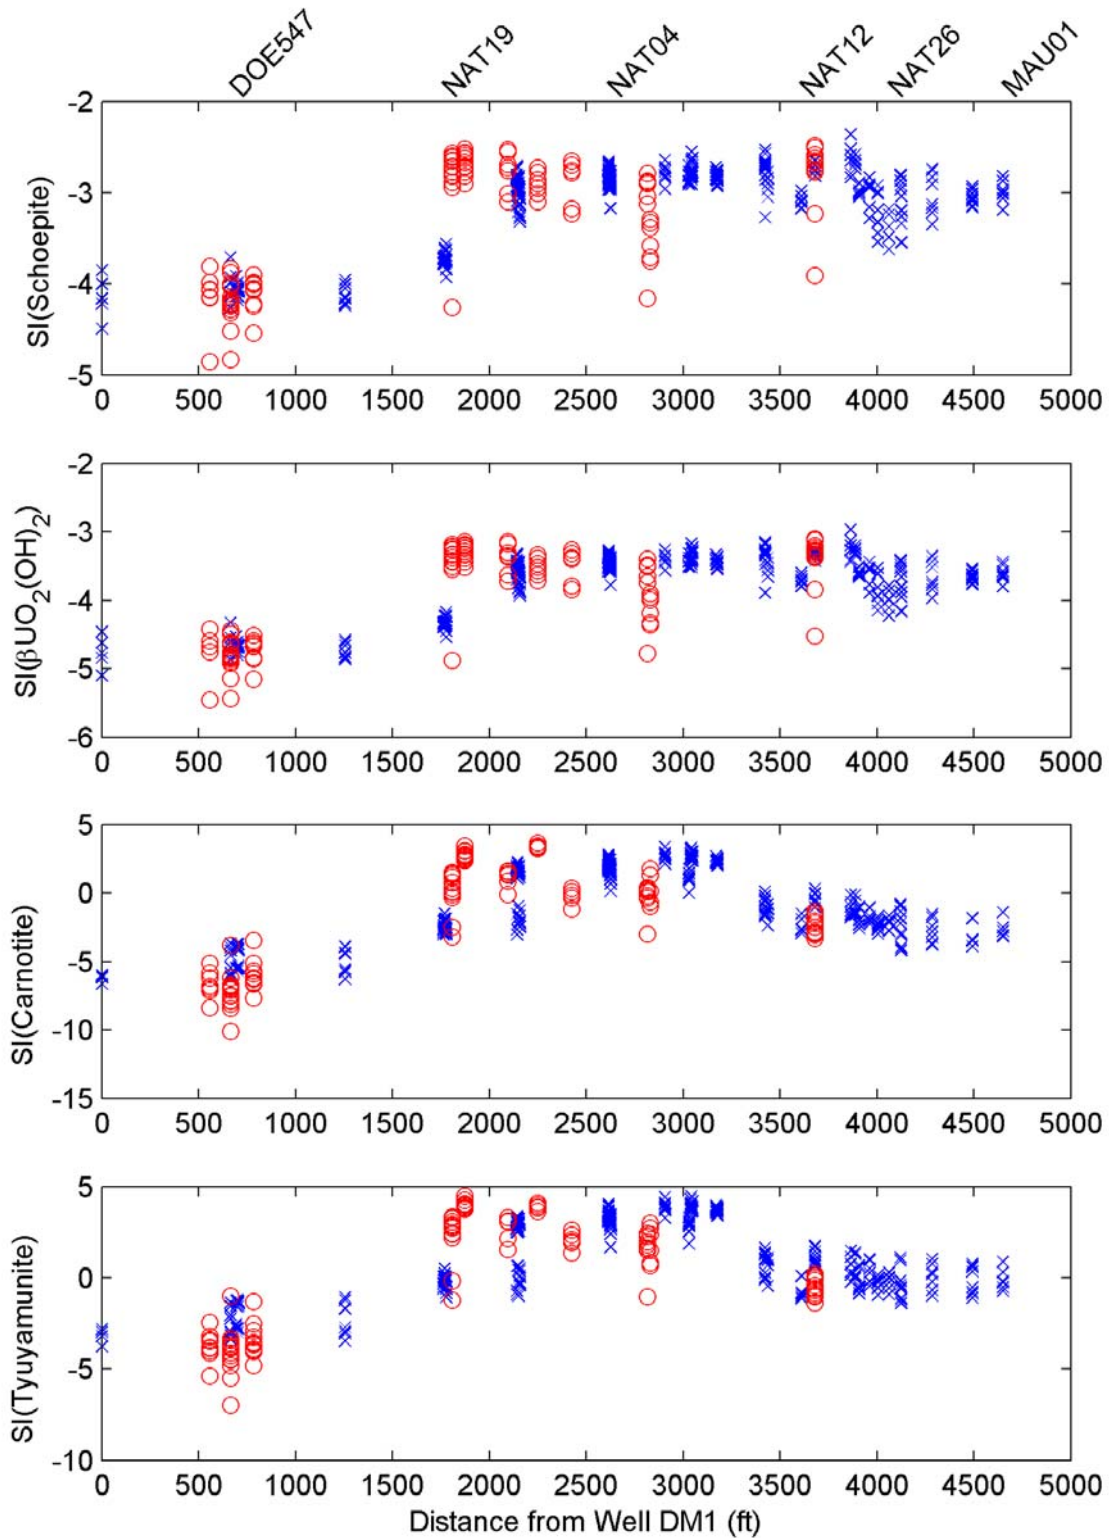 DOE547 NAT19 NAT04 NAT12 NAT26 MAU01
SI(Schoepite)
-2
-3
-4
-5
0 500 1000 1500 2000 2500 3000 3500 4000 4500 5000
SI(βUO2(OH)2)
-2
-3
-4
-5
-6
0 500 1000 1500 2000 2500 3000 3500 4000 4500 5000
SI(Carnotite)
5
0
-5
-10
-15
0 500 1000 1500 2000 2500 3000 3500 4000 4500 5000
SI(Tyuyamunite)
5
0
-5
-10
0 500 1000 1500 2000 2500 3000 3500 4000 4500 5000
Distance from Well DM1 (ft)